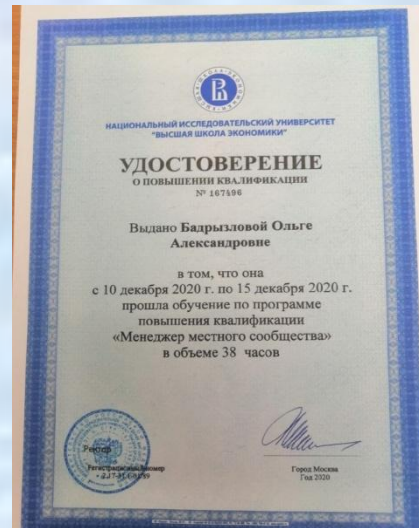 НАЦИОНАЛЬНЫЙ ИССЛЕДОВАТЕЛЬСКИЙ УНИВЕРСИТЕТ
"ВЫСШАЯ ШКОЛА ЭКОНОМИКИ"
УДОСТОВЕРЕНИЕ
О ПОВЫШЕНИИ КВАЛИФИКАЦИИ
№ 167496
Выдано Бадрызловой Ольге
Александровне
в том, что она
с 10 декабря 2020 г. по 15 декабря 2020 г.
прошла обучение по программе
повышения квалификации
«Менеджер местного сообщества»
в объеме 38 часов
Ректор
Регистрационный номер
Город Москва
Год 2020